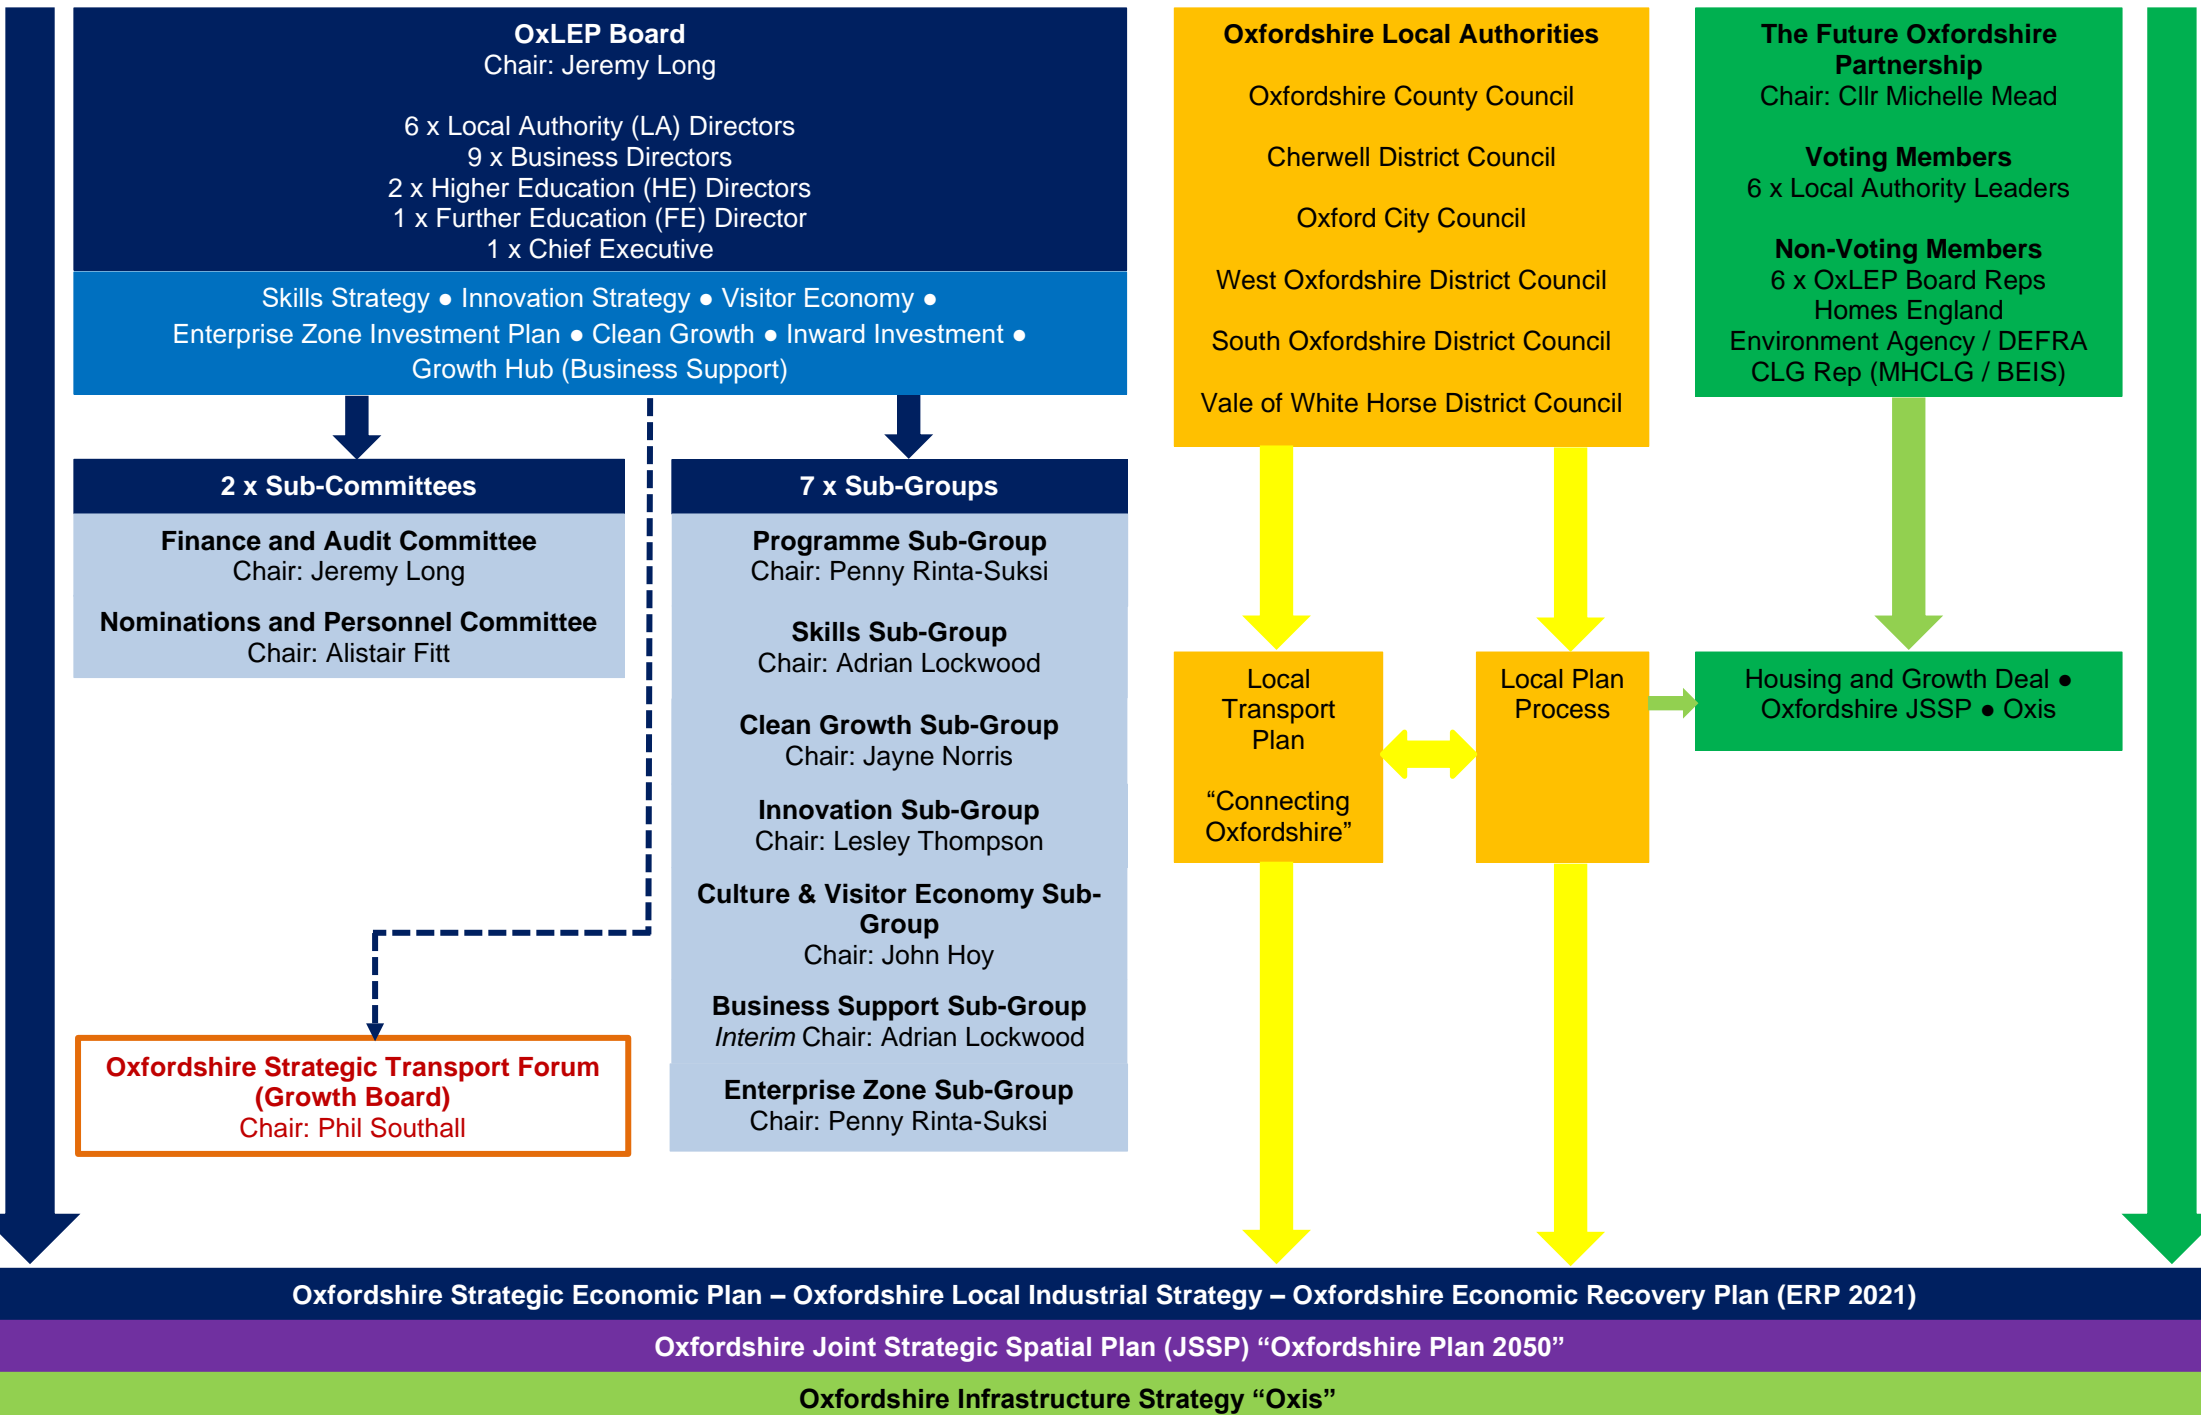 OxLEP Board
Chair: Jeremy Long
6 x Local Authority (LA) Directors
9 x Business Directors
2 x Higher Education (HE) Directors
1 x Further Education (FE) Director
1 x Chief Executive
Skills Strategy ● Innovation Strategy ● Visitor Economy ●
Enterprise Zone Investment Plan ● Clean Growth ● Inward Investment ●
Growth Hub (Business Support)
2 x Sub-Committees
Finance and Audit Committee
Chair: Jeremy Long
Nominations and Personnel Committee
Chair: Alistair Fitt
7 x Sub-Groups
Programme Sub-Group
Chair: Penny Rinta-Suksi
Skills Sub-Group
Chair: Adrian Lockwood
Clean Growth Sub-Group
Chair: Jayne Norris
Innovation Sub-Group
Chair: Lesley Thompson
Culture & Visitor Economy Sub-
Group
Chair: John Hoy
Business Support Sub-Group
Interim Chair: Adrian Lockwood
Enterprise Zone Sub-Group
Chair: Penny Rinta-Suksi
Oxfordshire Strategic Transport Forum
(Growth Board)
Chair: Phil Southall
Oxfordshire Local Authorities
Oxfordshire County Council
Cherwell District Council
Oxford City Council
West Oxfordshire District Council
South Oxfordshire District Council
Vale of White Horse District Council
Local
Transport
Plan
“Connecting
Oxfordshire”
Local Plan
Process
The Future Oxfordshire
Partnership
Chair: Cllr Michelle Mead
Voting Members
6 x Local Authority Leaders
Non-Voting Members
6 x OxLEP Board Reps
Homes England
Environment Agency / DEFRA
CLG Rep (MHCLG / BEIS)
Housing and Growth Deal ●
Oxfordshire JSSP ● Oxis
Oxfordshire Strategic Economic Plan – Oxfordshire Local Industrial Strategy – Oxfordshire Economic Recovery Plan (ERP 2021)
Oxfordshire Joint Strategic Spatial Plan (JSSP) “Oxfordshire Plan 2050”
Oxfordshire Infrastructure Strategy “Oxis”